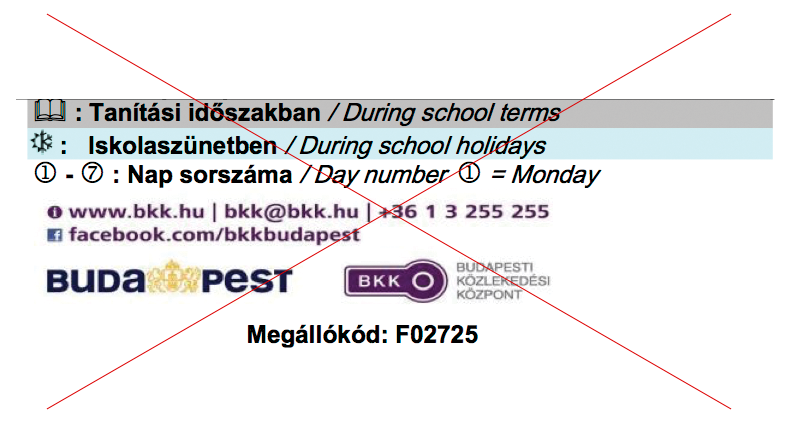 : Tanítási időszakban / During school terms
: Iskolaszünetben / During school holidays
① - ⑦ : Nap sorszáma / Day number ① = Monday
www.bkk.hu | bkk@bkk.hu | +36 1 3 255 255
facebook.com/bkkbudapest
BUDAPEST
BKK
BUDAPESTI
KÖZLEKEDÉSI
KÖZPONT
Megállókód: F02725